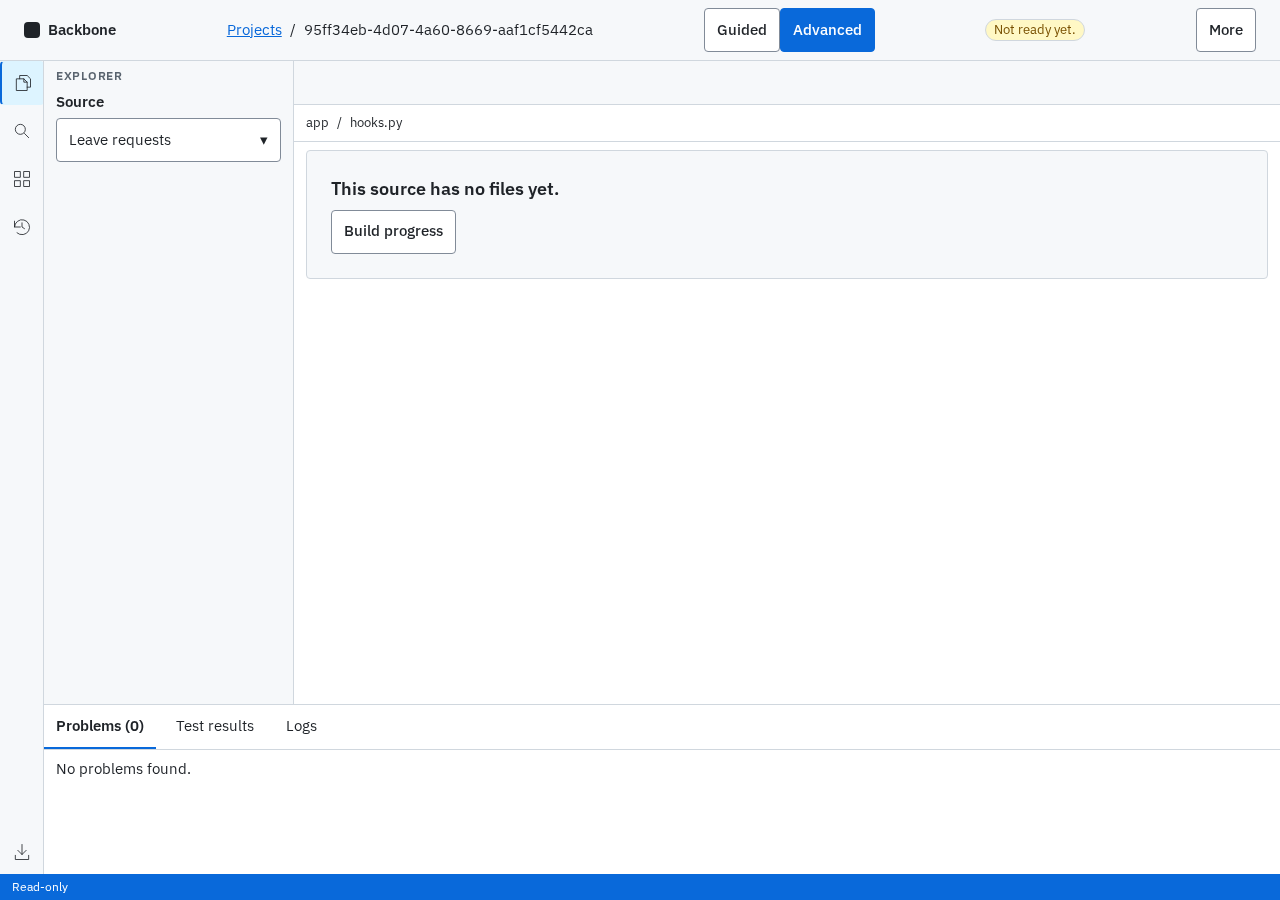 Backbone
Projects / 95ff34eb-4d07-4a60-8669-aaf1cf5442ca
Guided
Advanced
Not ready yet.
More
EXPLORER
Source
Leave requests
app / hooks.py
This source has no files yet.
Build progress
Problems (0)
Test results
Logs
No problems found.
Read-only